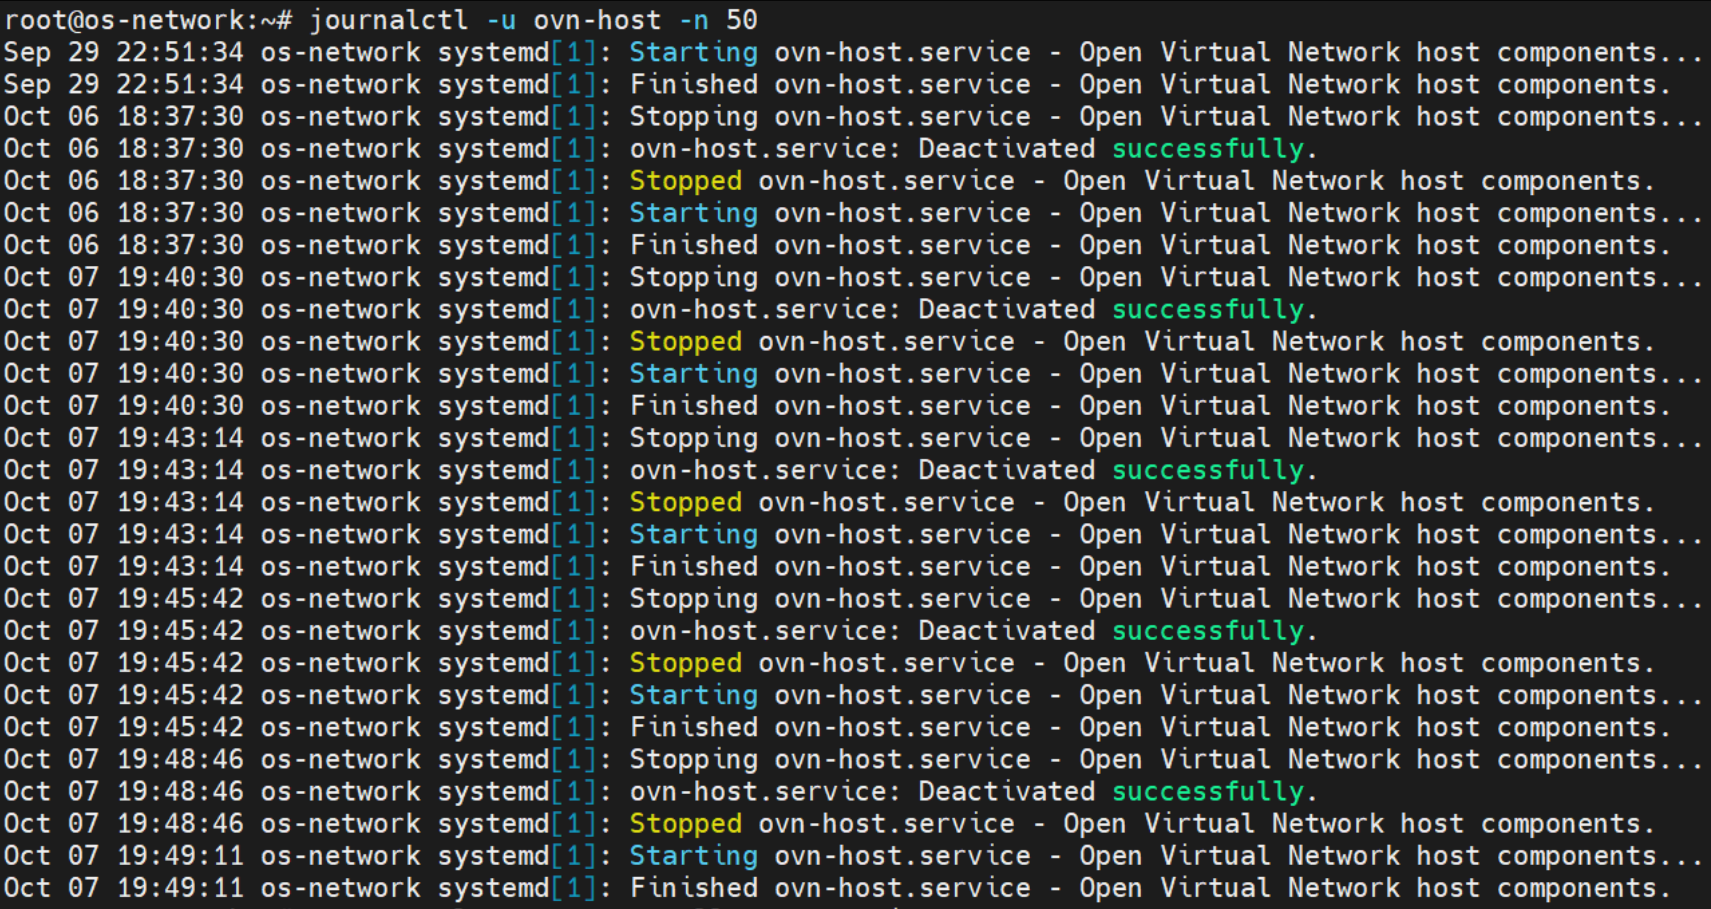 root@os-network:~# journalctl -u ovn-host -n 50
Sep 29 22:51:34 os-network systemd[1]: Starting ovn-host.service - Open Virtual Network host components...
Sep 29 22:51:34 os-network systemd[1]: Finished ovn-host.service - Open Virtual Network host components.
Oct 06 18:37:30 os-network systemd[1]: Stopping ovn-host.service - Open Virtual Network host components...
Oct 06 18:37:30 os-network systemd[1]: ovn-host.service: Deactivated successfully.
Oct 06 18:37:30 os-network systemd[1]: Stopped ovn-host.service - Open Virtual Network host components.
Oct 06 18:37:30 os-network systemd[1]: Starting ovn-host.service - Open Virtual Network host components...
Oct 06 18:37:30 os-network systemd[1]: Finished ovn-host.service - Open Virtual Network host components.
Oct 07 19:40:30 os-network systemd[1]: Stopping ovn-host.service - Open Virtual Network host components...
Oct 07 19:40:30 os-network systemd[1]: ovn-host.service: Deactivated successfully.
Oct 07 19:40:30 os-network systemd[1]: Stopped ovn-host.service - Open Virtual Network host components.
Oct 07 19:40:30 os-network systemd[1]: Starting ovn-host.service - Open Virtual Network host components...
Oct 07 19:40:30 os-network systemd[1]: Finished ovn-host.service - Open Virtual Network host components.
Oct 07 19:43:14 os-network systemd[1]: Stopping ovn-host.service - Open Virtual Network host components...
Oct 07 19:43:14 os-network systemd[1]: ovn-host.service: Deactivated successfully.
Oct 07 19:43:14 os-network systemd[1]: Stopped ovn-host.service - Open Virtual Network host components.
Oct 07 19:43:14 os-network systemd[1]: Starting ovn-host.service - Open Virtual Network host components...
Oct 07 19:43:14 os-network systemd[1]: Finished ovn-host.service - Open Virtual Network host components.
Oct 07 19:45:42 os-network systemd[1]: Stopping ovn-host.service - Open Virtual Network host components...
Oct 07 19:45:42 os-network systemd[1]: ovn-host.service: Deactivated successfully.
Oct 07 19:45:42 os-network systemd[1]: Stopped ovn-host.service - Open Virtual Network host components.
Oct 07 19:45:42 os-network systemd[1]: Starting ovn-host.service - Open Virtual Network host components...
Oct 07 19:45:42 os-network systemd[1]: Finished ovn-host.service - Open Virtual Network host components.
Oct 07 19:48:46 os-network systemd[1]: Stopping ovn-host.service - Open Virtual Network host components...
Oct 07 19:48:46 os-network systemd[1]: ovn-host.service: Deactivated successfully.
Oct 07 19:48:46 os-network systemd[1]: Stopped ovn-host.service - Open Virtual Network host components.
Oct 07 19:49:11 os-network systemd[1]: Starting ovn-host.service - Open Virtual Network host components...
Oct 07 19:49:11 os-network systemd[1]: Finished ovn-host.service - Open Virtual Network host components.